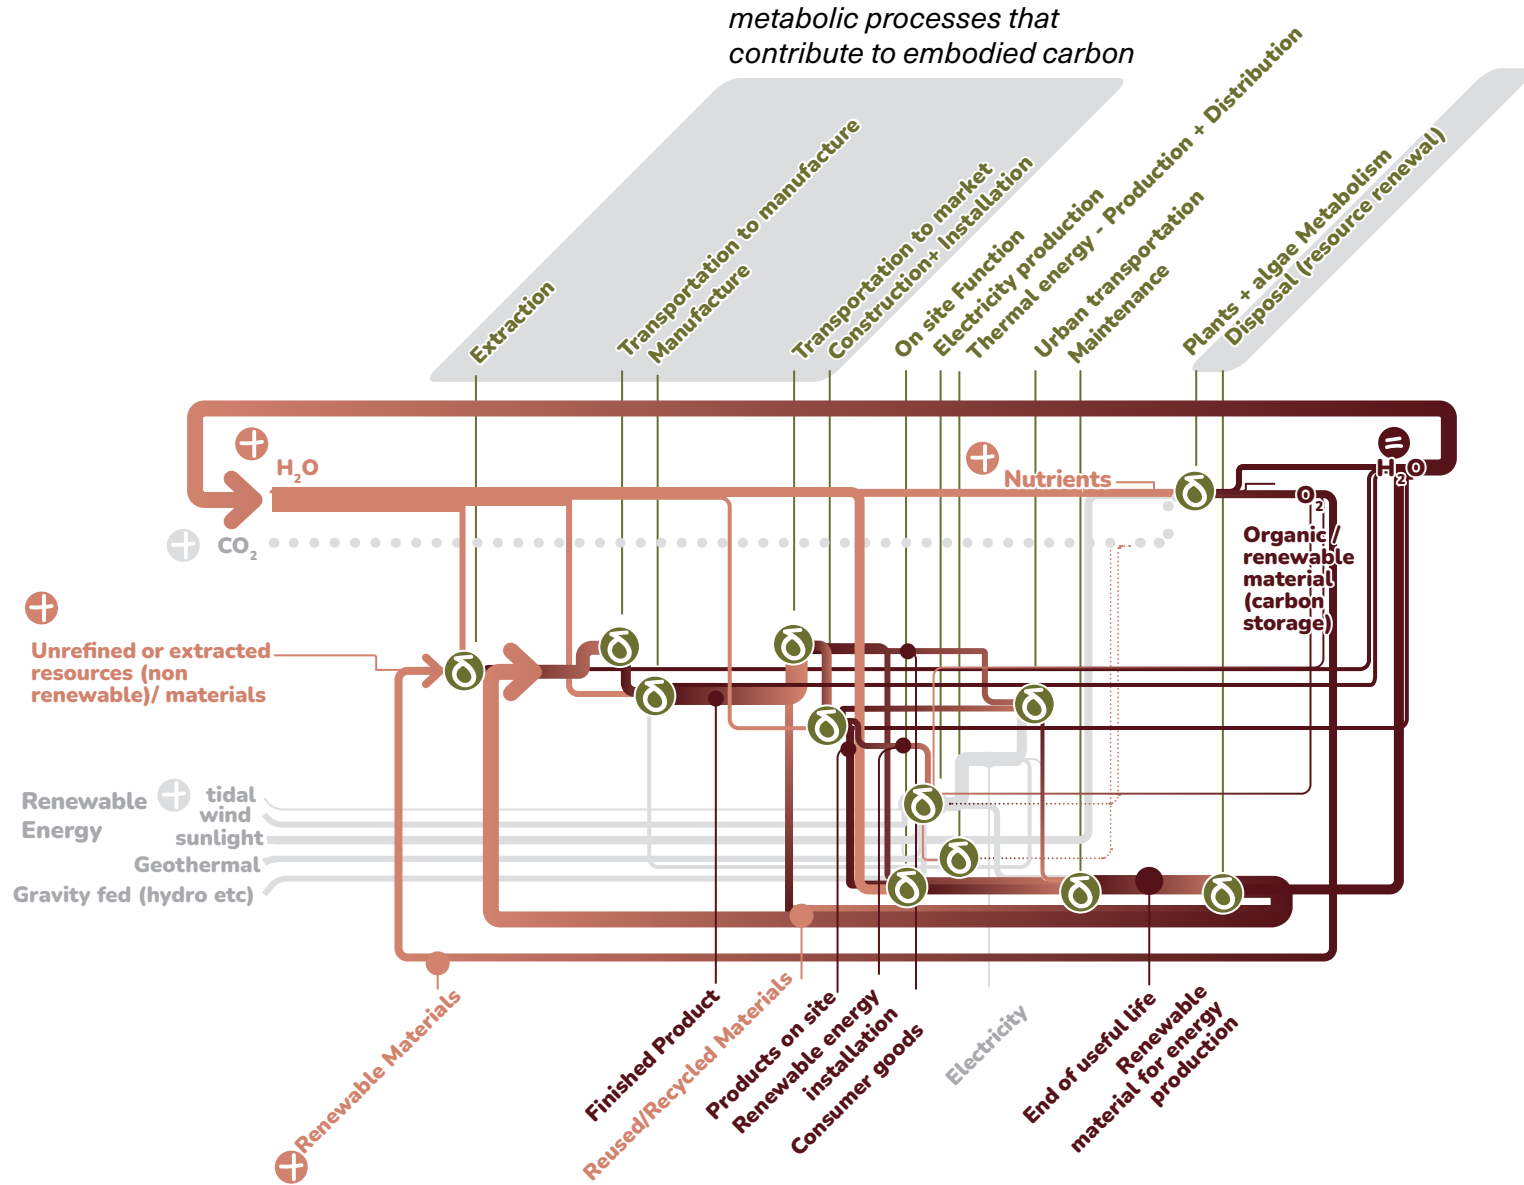 metabolic processes that
contribute to embodied carbon
Extraction
Transportation to manufacture
Manufacture
Transportation to market
Construction+ Installation
On site Function
Electricity production
Thermal energy - Production + Distribution
Urban transportation
Maintenance
Plants + algae Metabolism
Disposal (resource renewal)
H2O
Nutrients
H2O
O2
CO2
Organic /
renewable
material
(carbon
storage)
Unrefined or extracted
resources (non
renewable)/ materials
Renewable
Energy
tidal
wind
sunlight
Geothermal
Gravity fed (hydro etc)
Renewable Materials
Finished Product
Reused/Recycled Materials
Products on site
Renewable energy
installation
Consumer goods
Electricity
End of useful life
Renewable
material for energy
production